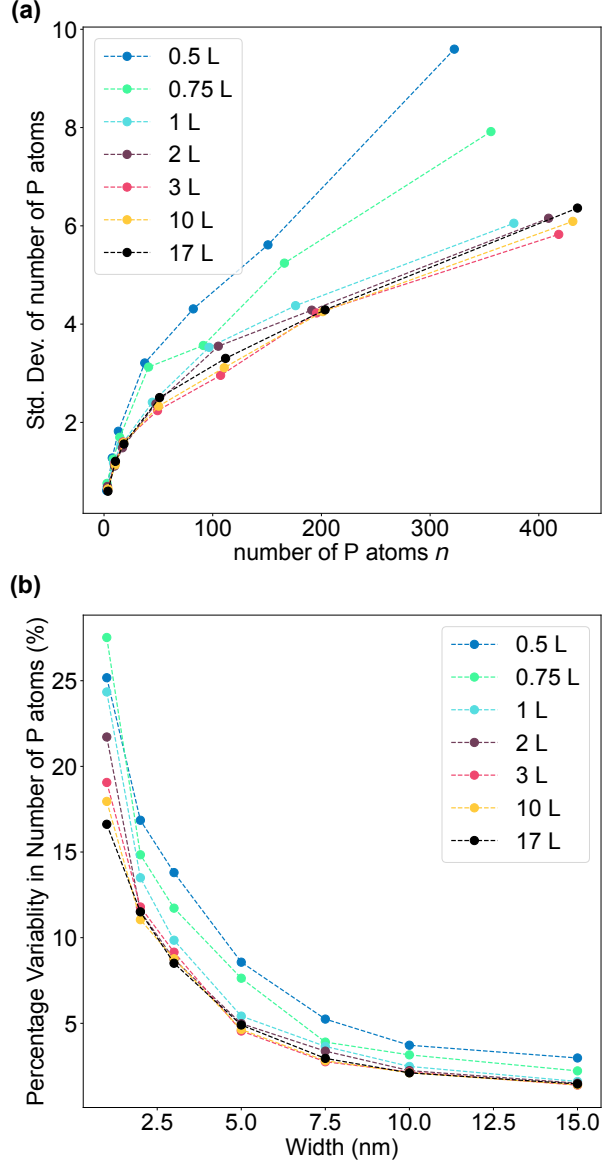 (a)
10
8
6
4
2
Std. Dev. of number of P atoms
0.5 L
0.75 L
1 L
2 L
3 L
10 L
17 L
0
100
200
300
400
number of P atoms n
(b)
25
20
15
10
5
Percentage Variablity in Number of P atoms (%)
0.5 L
0.75 L
1 L
2 L
3 L
10 L
17 L
2.5
5.0
7.5
10.0
12.5
15.0
Width (nm)